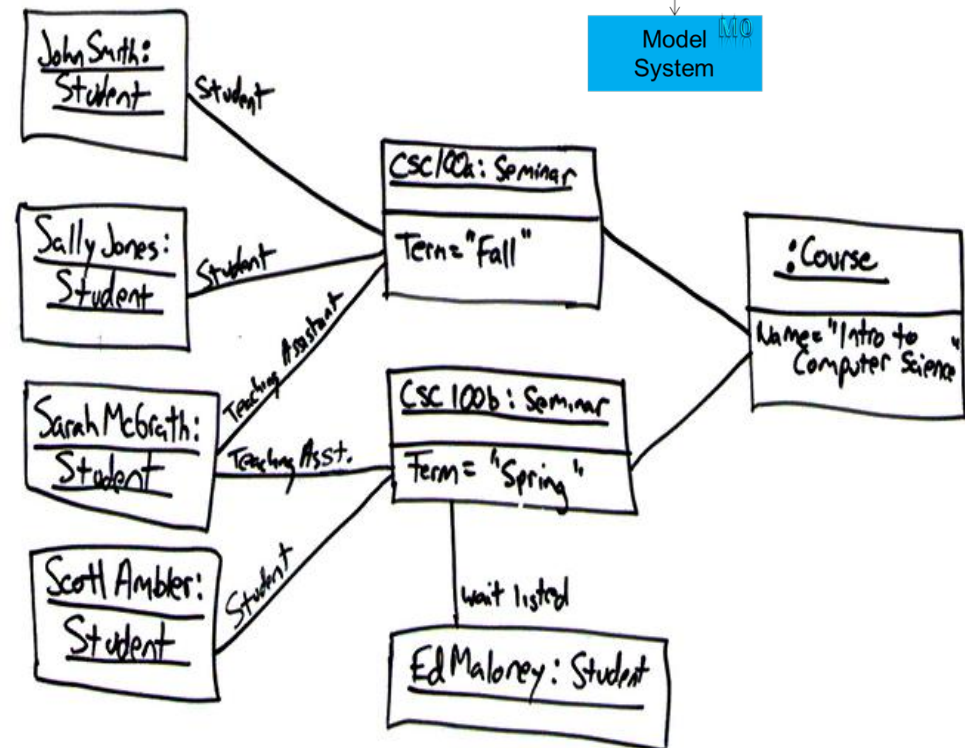 Model M0
System
John Smith:
Student
Student
CSC100a: Seminar
Term="Fall"
Sally Jones:
Student
Student
:Course
Name="Intro to
Computer Science"
Teaching Assistant
CSC 100b: Seminar
Term= "Spring"
Sarah McGrath:
Student
Teaching Asst.
Scott Ambler:
Student
Student
wait listed
Ed Maloney: Student